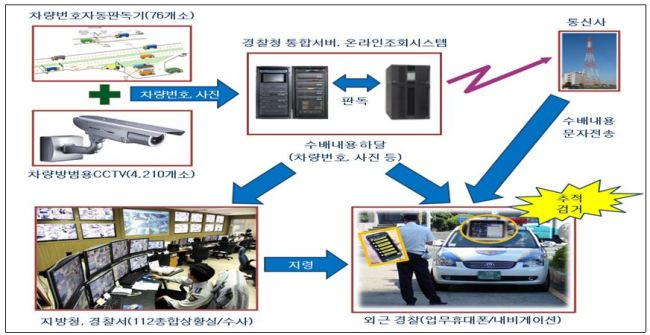 차량번호자동판독기(76개소)
경찰청 통합서버, 온라인조회시스템
통신사
차량번호, 사진
판독
차량방범용CCTV(4,210개소)
수배내용하달
(차량번호, 사진 등)
수배내용
문자전송
추적
검거
지령
지방청, 경찰서(112종합상황실/수사)
외근 경찰(업무휴대폰/내비게이션)